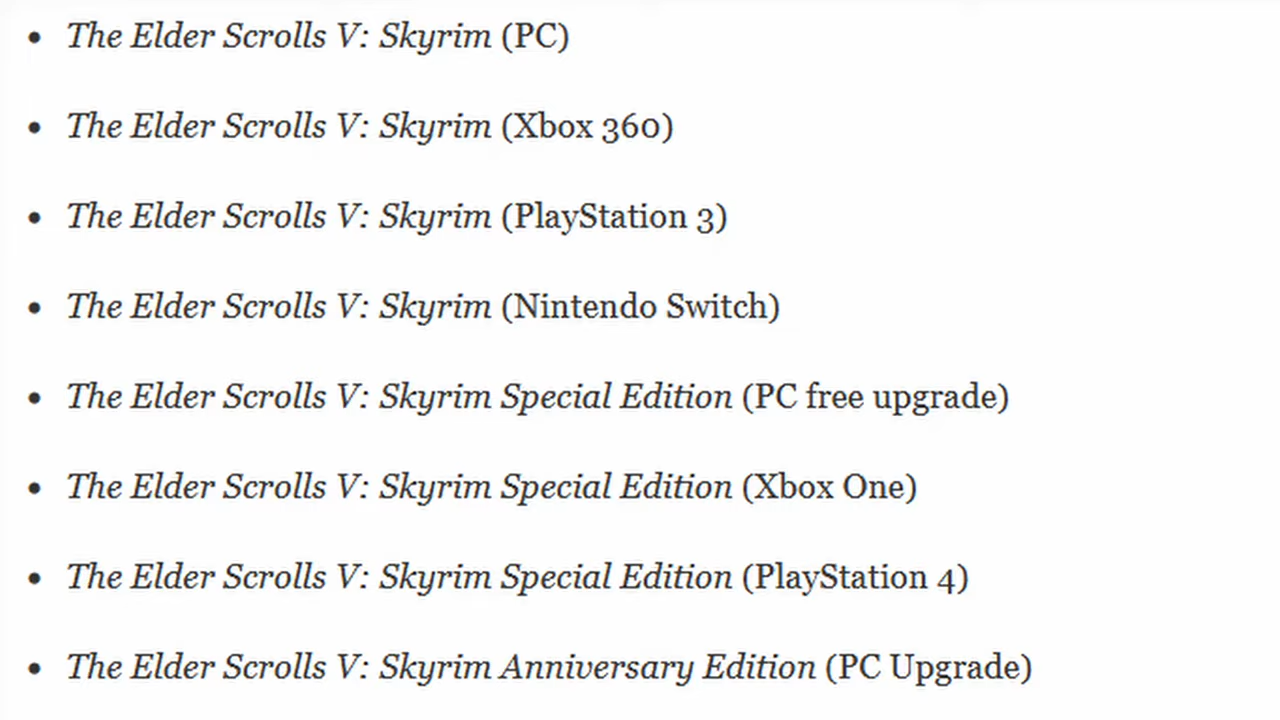 • The Elder Scrolls V: Skyrim (PC)
• The Elder Scrolls V: Skyrim (Xbox 360)
• The Elder Scrolls V: Skyrim (PlayStation 3)
• The Elder Scrolls V: Skyrim (Nintendo Switch)
• The Elder Scrolls V: Skyrim Special Edition (PC free upgrade)
• The Elder Scrolls V: Skyrim Special Edition (Xbox One)
• The Elder Scrolls V: Skyrim Special Edition (PlayStation 4)
• The Elder Scrolls V: Skyrim Anniversary Edition (PC Upgrade)